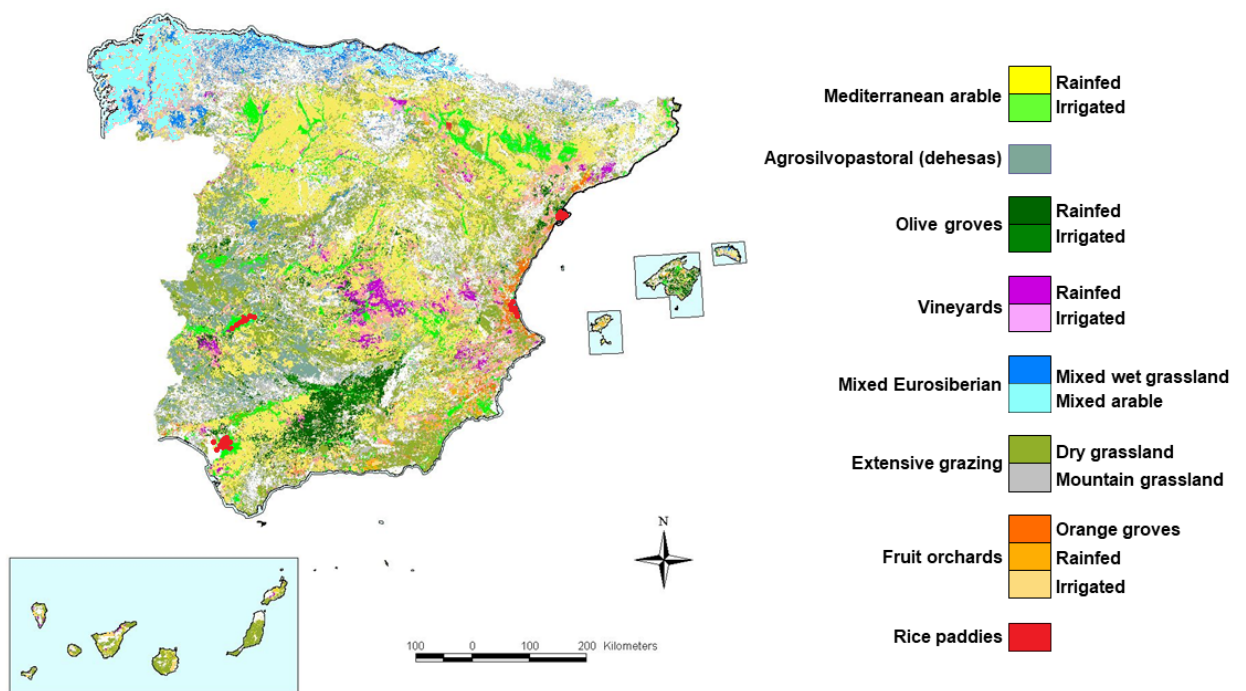 Mediterranean arable
Rainfed
Irrigated
Agrosilvopastoral (dehesas)
Olive groves
Rainfed
Irrigated
Vineyards
Rainfed
Irrigated
Mixed Eurosiberian
Mixed wet grassland
Mixed arable
Extensive grazing
Dry grassland
Mountain grassland
Fruit orchards
Orange groves
Rainfed
Irrigated
Rice paddies
N
100 0 100 200 Kilometers